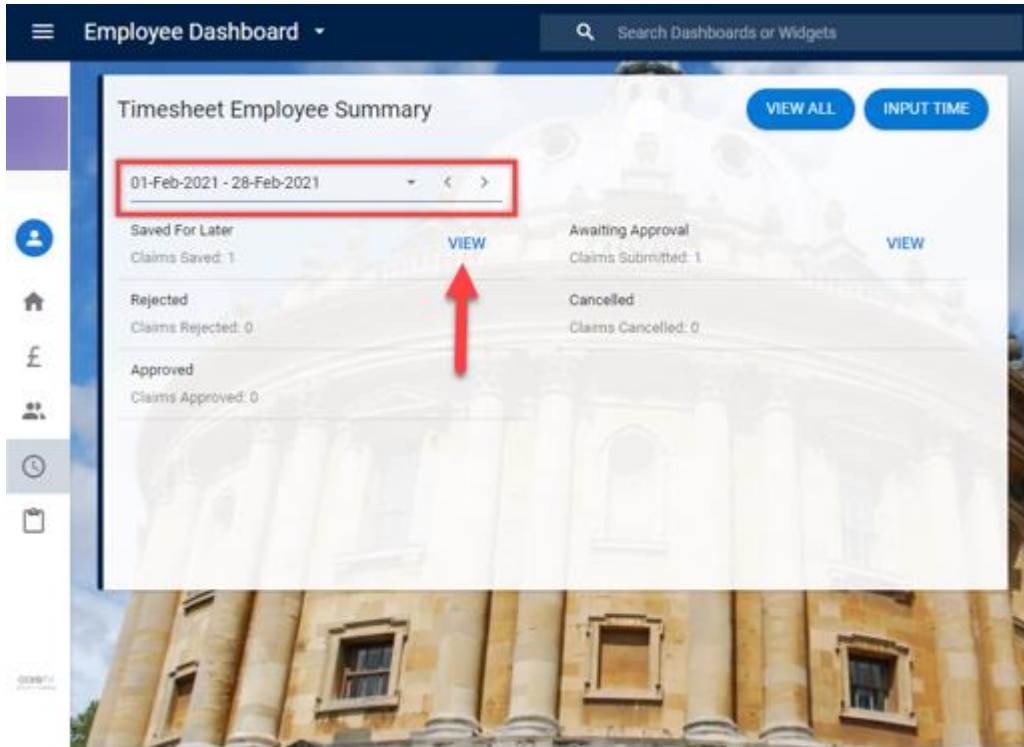 Employee Dashboard
Search Dashboards or Widgets
Timesheet Employee Summary
VIEW ALL
INPUT TIME
01-Feb-2021 - 28-Feb-2021
Saved For Later
Claims Saved: 1
VIEW
Awaiting Approval
Claims Submitted: 1
VIEW
Rejected
Claims Rejected: 0
Cancelled
Claims Cancelled: 0
Approved
Claims Approved: 0
£